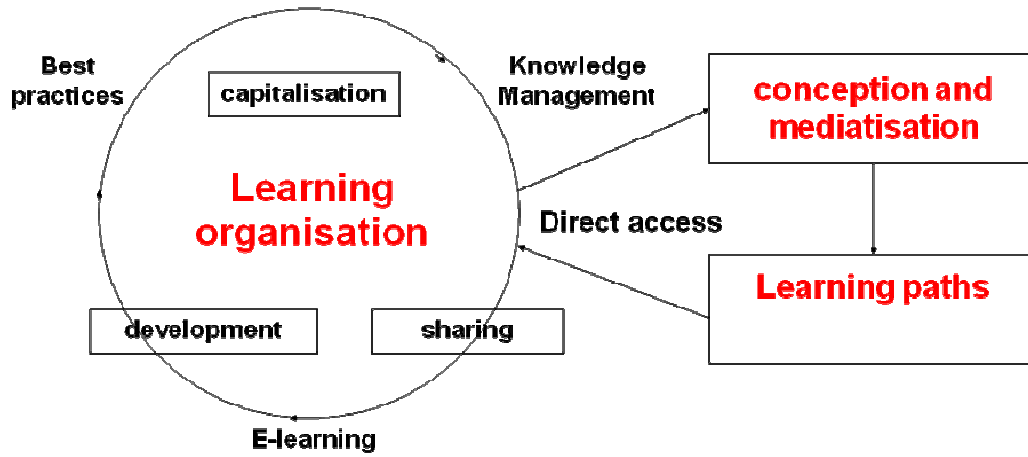 Best
practices
capitalisation
Knowledge
Management
conception and
mediatisation
Learning
organisation
Direct access
Learning paths
development
sharing
E-learning